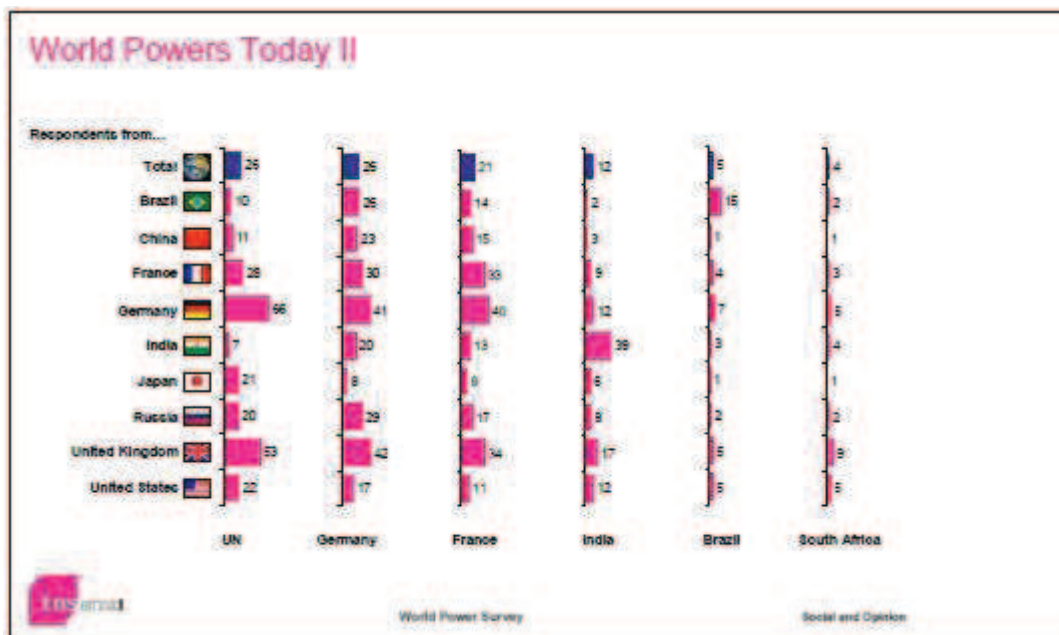 World Powers Today II
Respondents from...
Total 26 26 21 12 5 4
Brazil 10 26 14 2 15 2
China 11 23 15 3 1 1
France 28 30 33 9 4 3
Germany 66 41 40 12 7 5
India 7 20 13 39 3 4
Japan 21 8 6 1 1
Russia 20 29 17 8 2 2
United Kingdom 53 42 34 17 5 9
United States 22 17 11 12 5 5
UN Germany France India Brazil South Africa
World Power Survey
Social and Opinion